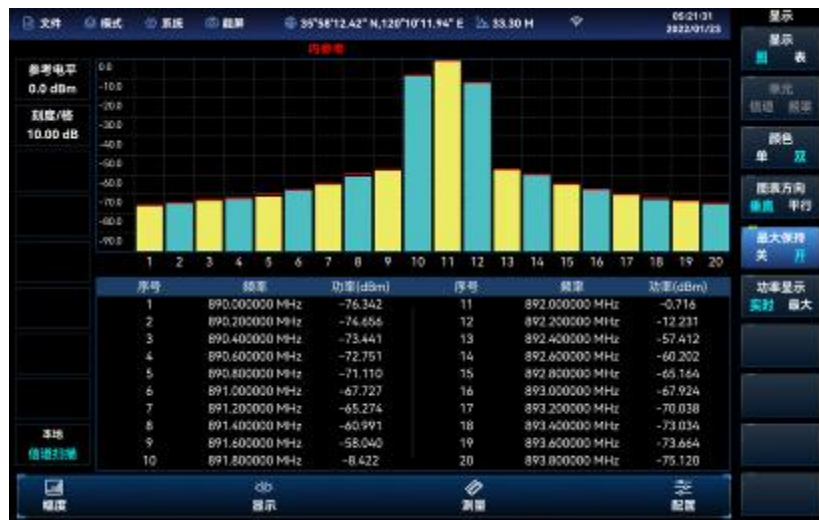 文件 模式 系统 截屏 35°58'12.42" N,120°10'11.94" E 33.30 H 05:21:31 2022/01/23
内参考
参考电平
0.0 dBm
刻度/格
10.00 dB
0.0
-10.0
-20.0
-30.0
-40.0
-50.0
-60.0
-70.0
-80.0
-90.0
1 2 3 4 5 6 7 8 9 10 11 12 13 14 15 16 17 18 19 20
序号 频率 功率(dBm) 序号 频率 功率(dBm)
1 890.000000 MHz -76.342 11 892.000000 MHz -0.716
2 890.200000 MHz -74.656 12 892.200000 MHz -12.231
3 890.400000 MHz -73.441 13 892.400000 MHz -57.412
4 890.600000 MHz -72.751 14 892.600000 MHz -60.202
5 890.800000 MHz -71.110 15 892.800000 MHz -65.164
6 891.000000 MHz -67.727 16 893.000000 MHz -67.924
7 891.200000 MHz -65.274 17 893.200000 MHz -70.038
8 891.400000 MHz -60.991 18 893.400000 MHz -73.034
9 891.600000 MHz -58.040 19 893.600000 MHz -73.664
10 891.800000 MHz -8.422 20 893.800000 MHz -75.120
本地
信道扫描
显示
显示
图 表
单元
信道 频率
颜色
单 双
图表方向
垂直 平行
最大保持
关 开
功率显示
实时 最大
幅度 显示 测量 配置